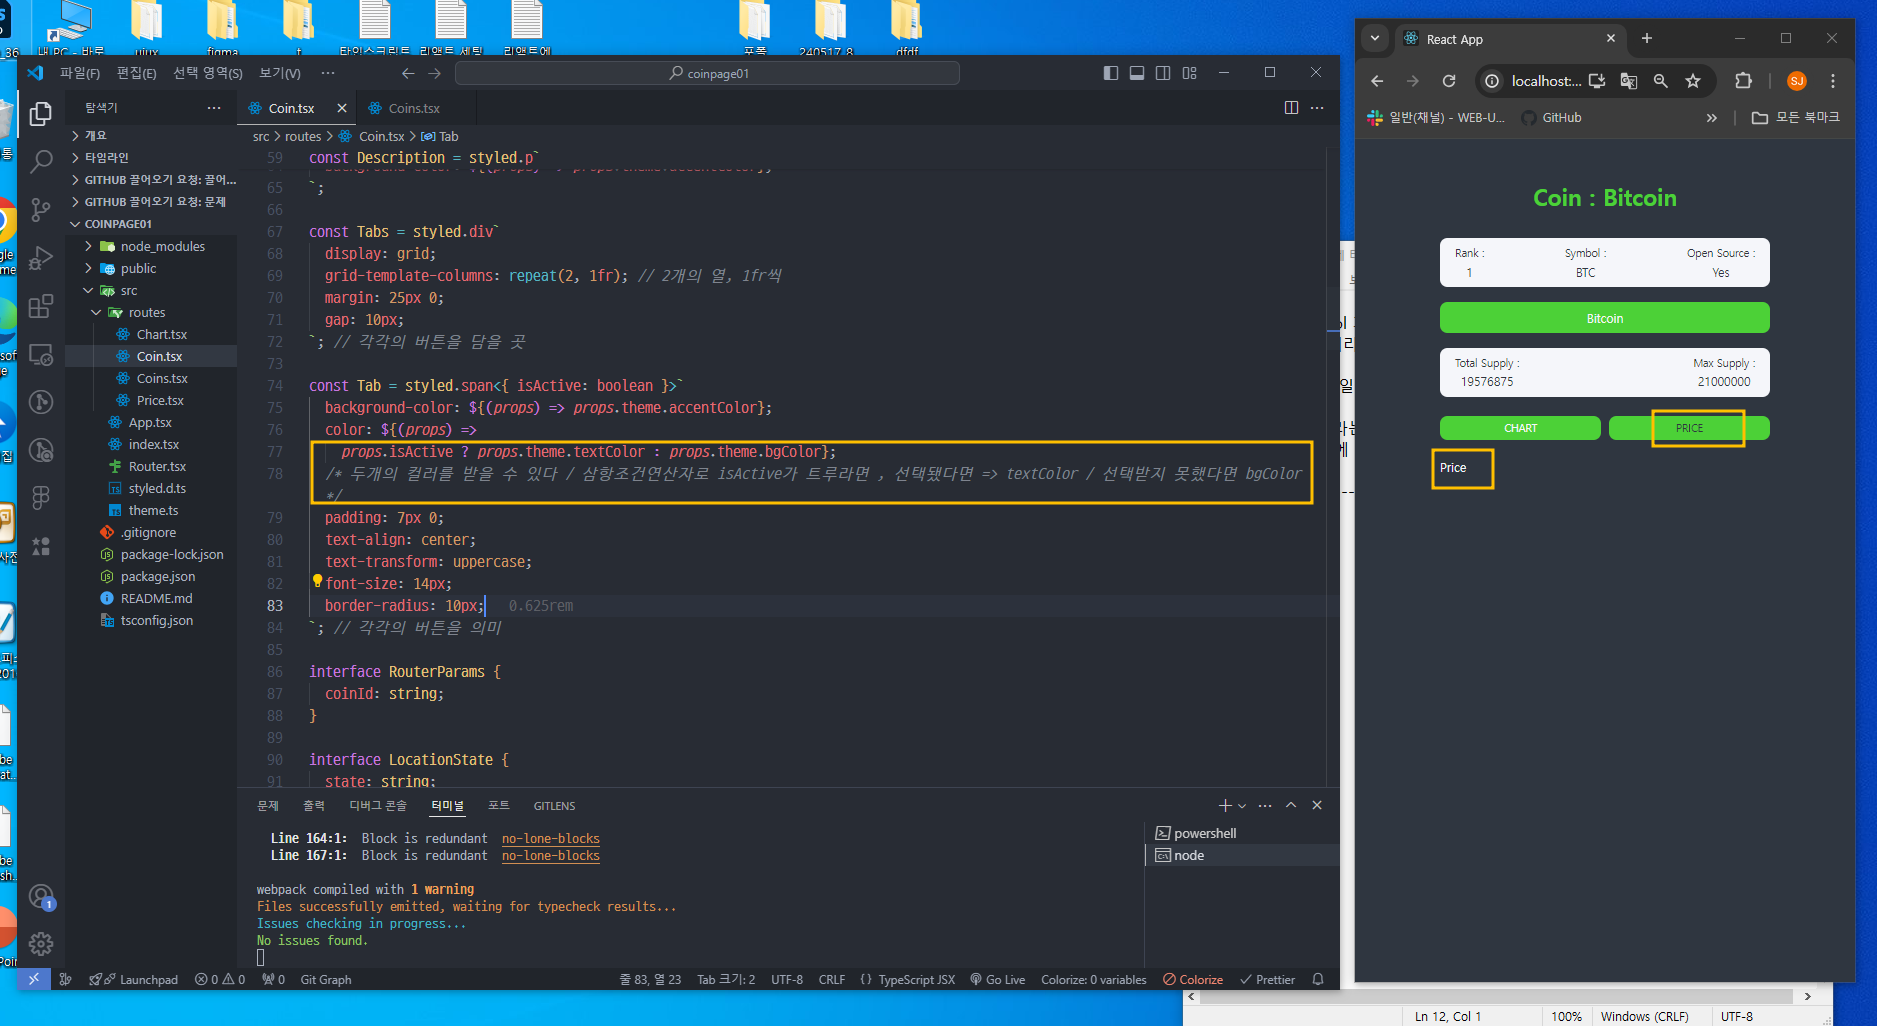 내 PC - 바로
uiux
figma
t
타입스크립트
리액트 세팅
리액트에
포폴
240517_8
dfdf
파일(F) 편집(E) 선택 영역(S) 보기(V) ···
coinpage01
탐색기 ···
개요
타임라인
GITHUB 끌어오기 요청: 끌어...
GITHUB 끌어오기 요청: 문제
COINPAGE01
node_modules
public
src
routes
Chart.tsx
Coin.tsx
Coins.tsx
Price.tsx
App.tsx
index.tsx
Router.tsx
styled.d.ts
theme.ts
.gitignore
package-lock.json
package.json
README.md
tsconfig.json
Coin.tsx
Coins.tsx
src > routes > Coin.tsx > Tab
59 const Description = styled.p`
65 `;
66
67 const Tabs = styled.div`
68 display: grid;
69 grid-template-columns: repeat(2, 1fr); // 2개의 열, 1fr씩
70 margin: 25px 0;
71 gap: 10px;
72 `; // 각각의 버튼을 담을 곳
73
74 const Tab = styled.span<{ isActive: boolean }>`
75 background-color: ${(props) => props.theme.accentColor};
76 color: ${(props) =>
77 props.isActive ? props.theme.textColor : props.theme.bgColor};
78 /* 두개의 컬러를 받을 수 있다 / 삼항조건연산자로 isActive가 트루라면 , 선택됐다면 => textColor / 선택받지 못했다면 bgColor
*/
79 padding: 7px 0;
80 text-align: center;
81 text-transform: uppercase;
82 font-size: 14px;
83 border-radius: 10px; 0.625rem
84 `; // 각각의 버튼을 의미
85
86 interface RouterParams {
87 coinId: string;
88 }
89
90 interface LocationState {
91 state: string;
문제 출력 디버그 콘솔 터미널 포트 GITLENS
Line 164:1: Block is redundant no-lone-blocks
Line 167:1: Block is redundant no-lone-blocks
webpack compiled with 1 warning
Files successfully emitted, waiting for typecheck results...
Issues checking in progress...
No issues found.
powershell
node
1
Launchpad 0 0 0 Git Graph
줄 83, 열 23 Tab 크기: 2 UTF-8 CRLF {} TypeScript JSX Go Live Colorize: 0 variables Colorize Prettier
React App
localhost:...
SJ
일반(채널) - WEB-U...
GitHub
모든 북마크
Coin : Bitcoin
Rank : Symbol : Open Source :
1 BTC Yes
Bitcoin
Total Supply : Max Supply :
19576875 21000000
CHART PRICE
Price
Ln 12, Col 1 100% Windows (CRLF) UTF-8